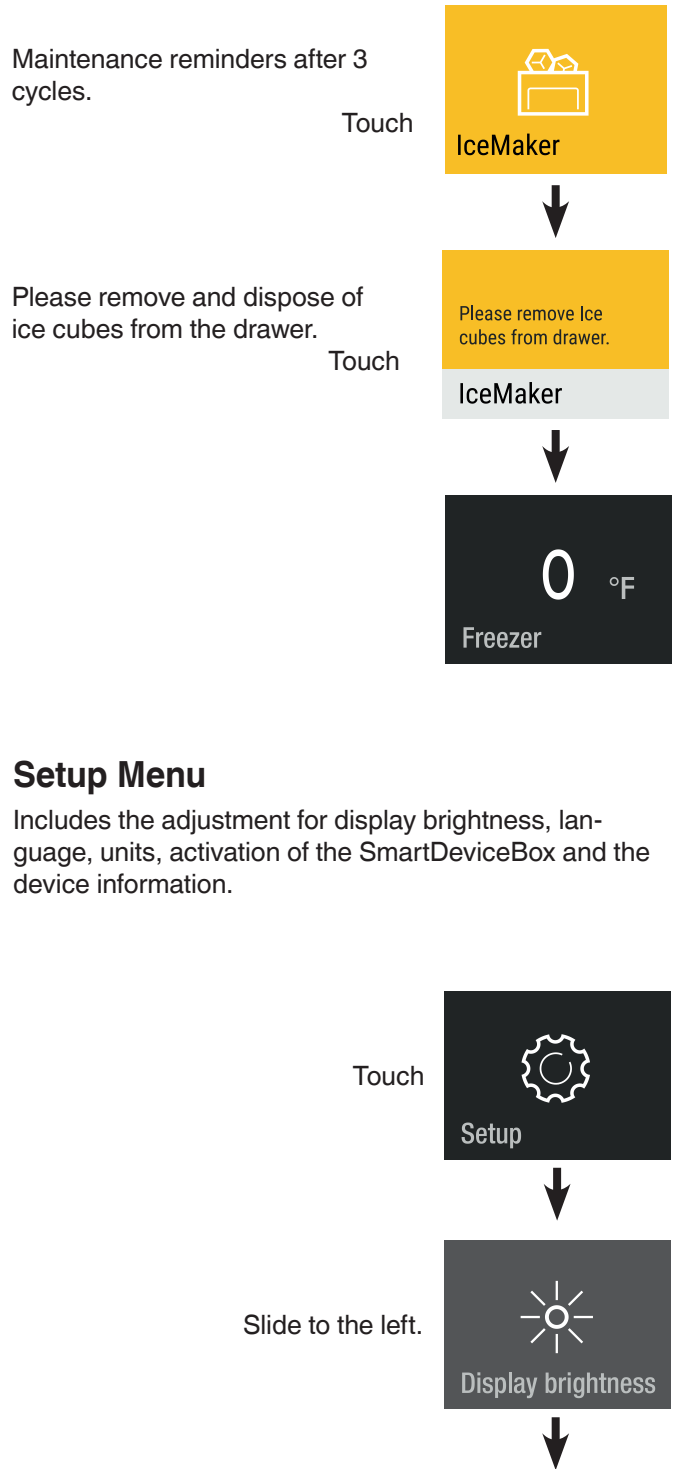 Maintenance reminders after 3
cycles.
Touch
IceMaker
Please remove and dispose of
ice cubes from the drawer.
Touch
Please remove Ice
cubes from drawer.
IceMaker
0 °F
Freezer
Setup Menu
Includes the adjustment for display brightness, lan-
guage, units, activation of the SmartDeviceBox and the
device information.
Touch
Setup
Slide to the left.
Display brightness